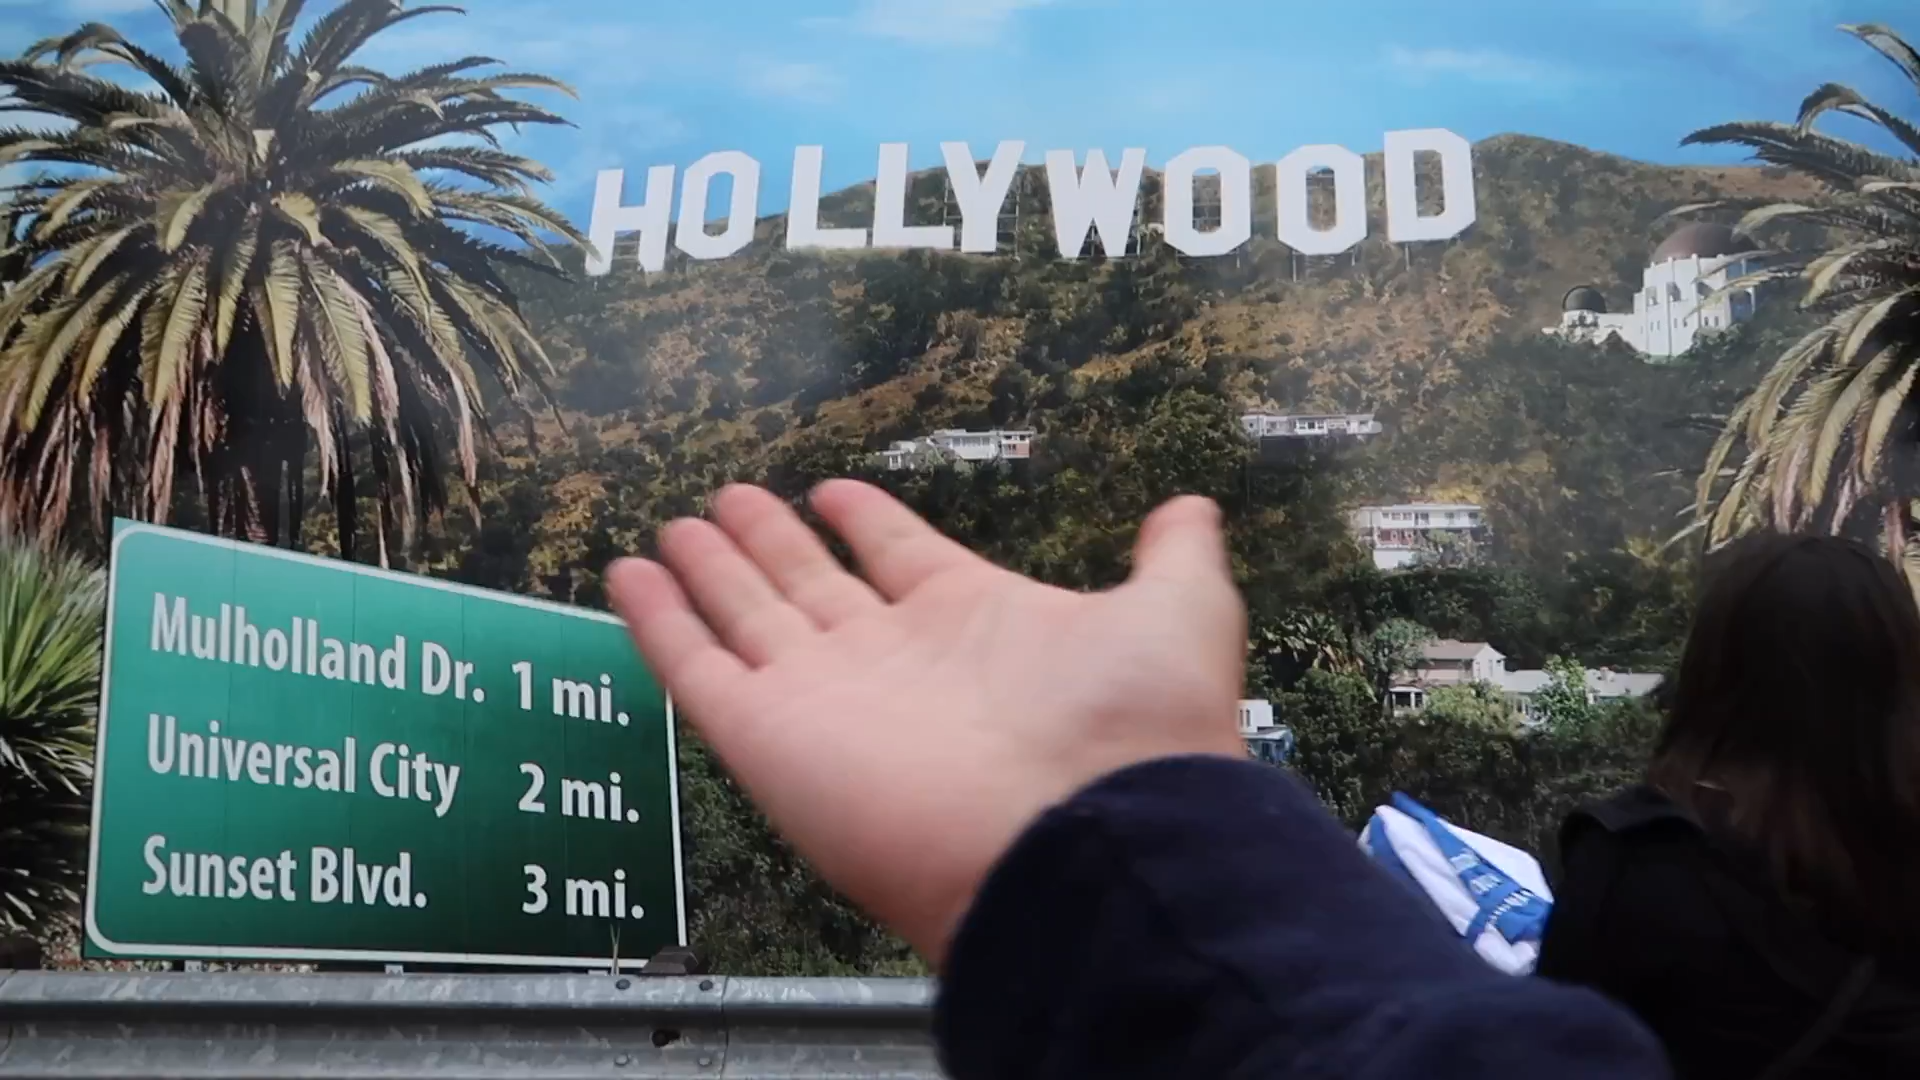 HOLLYWOOD
Mulholland Dr. 1 mi.
Universal City 2 mi.
Sunset Blvd. 3 mi.